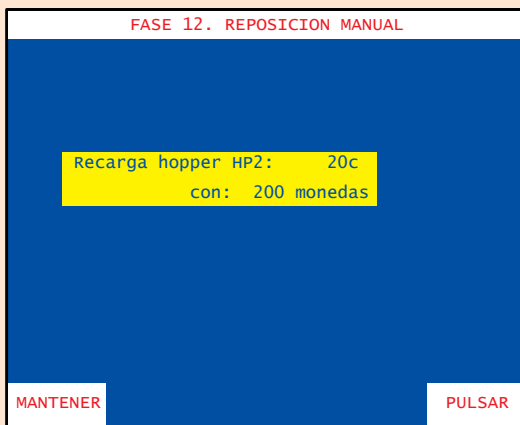 FASE 12. REPOSICION MANUAL
Recarga hopper HP2: 20c
con: 200 monedas
MANTENER PULSAR